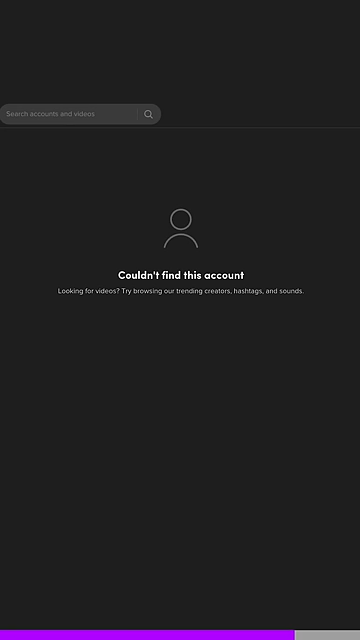 Search accounts and videos
Couldn't find this account
Looking for videos? Try browsing our trending creators, hashtags, and sounds.